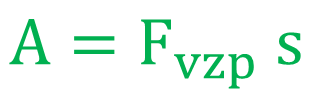 A = F_vzp s